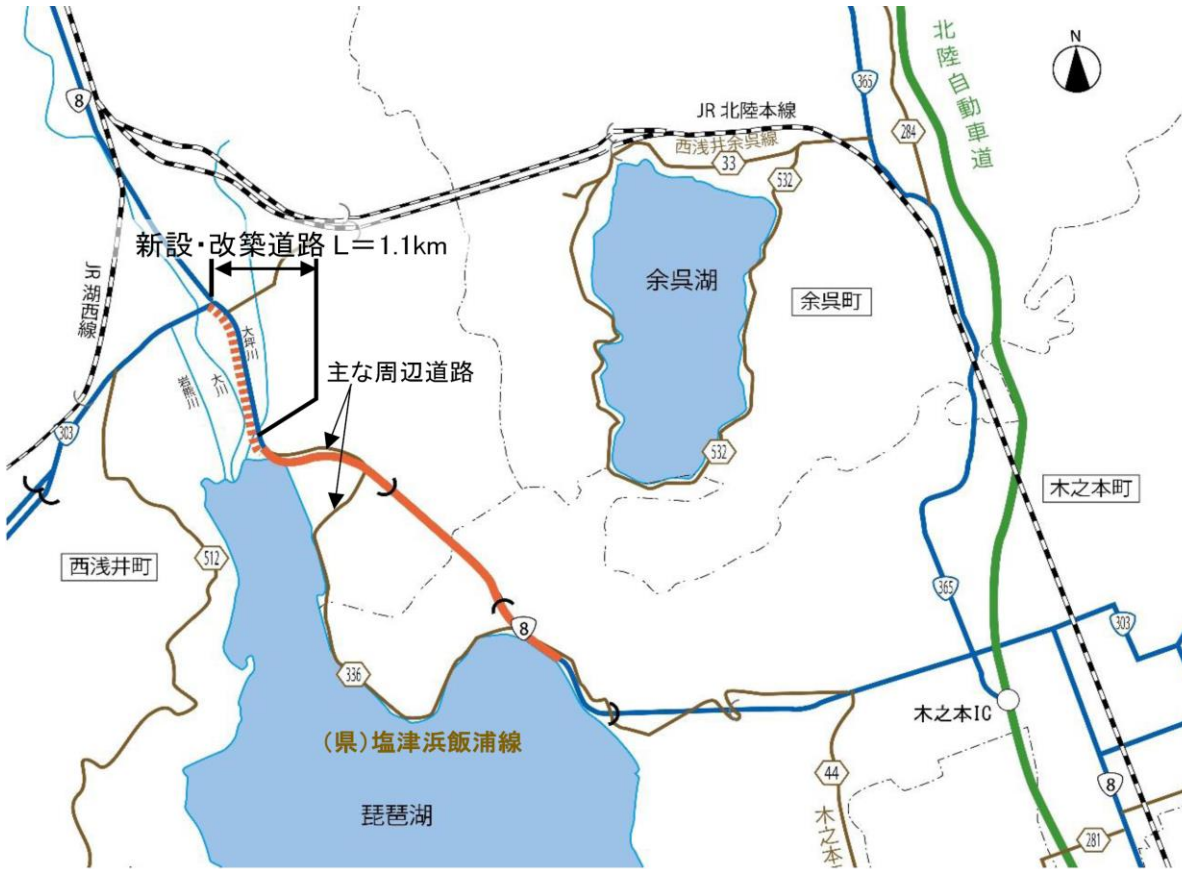 N
北陸自動車道
8
365
JR 北陸本線
西浅井余呉線
284
33
532
新設・改築道路 L=1.1km
JR 湖西線
余呉湖
余呉町
大坪川
大川
岩熊川
主な周辺道路
303
532
木之本町
西浅井町
512
365
8
303
336
木之本IC
(県)塩津浜飯浦線
44
琵琶湖
木之本
8
281